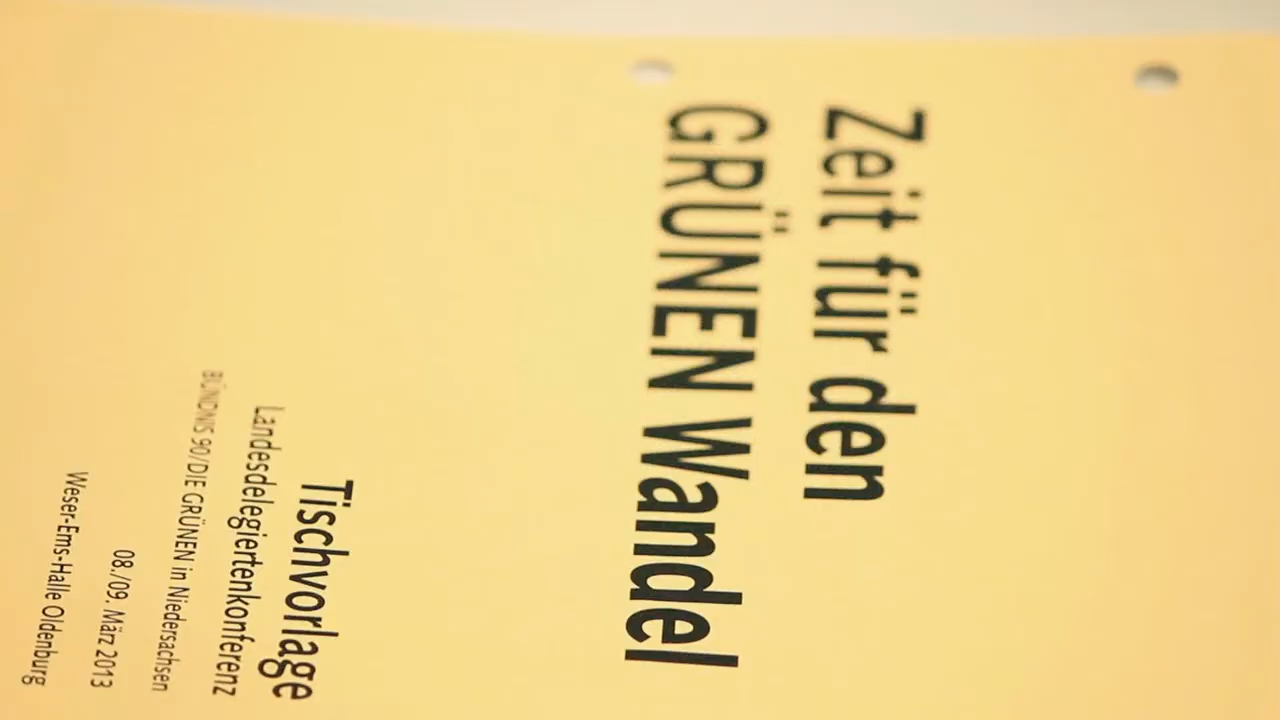 Zeit für den
GRÜNEN Wandel
Tischvorlage
Landesdelegiertenkonferenz
BÜNDNIS 90/DIE GRÜNEN in Niedersachsen
08./09. März 2013
Weser-Ems-Halle Oldenburg